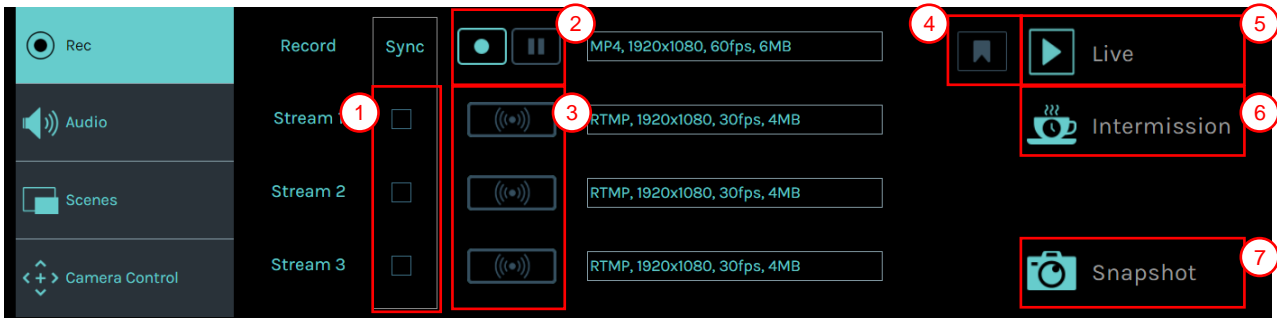 Rec
Audio
Scenes
Camera Control
Record
Sync
2
MP4, 1920x1080, 60fps, 6MB
4
5
Live
Stream 1
1
3
RTMP, 1920x1080, 30fps, 4MB
Intermission
6
Stream 2
RTMP, 1920x1080, 30fps, 4MB
Stream 3
RTMP, 1920x1080, 30fps, 4MB
Snapshot
7